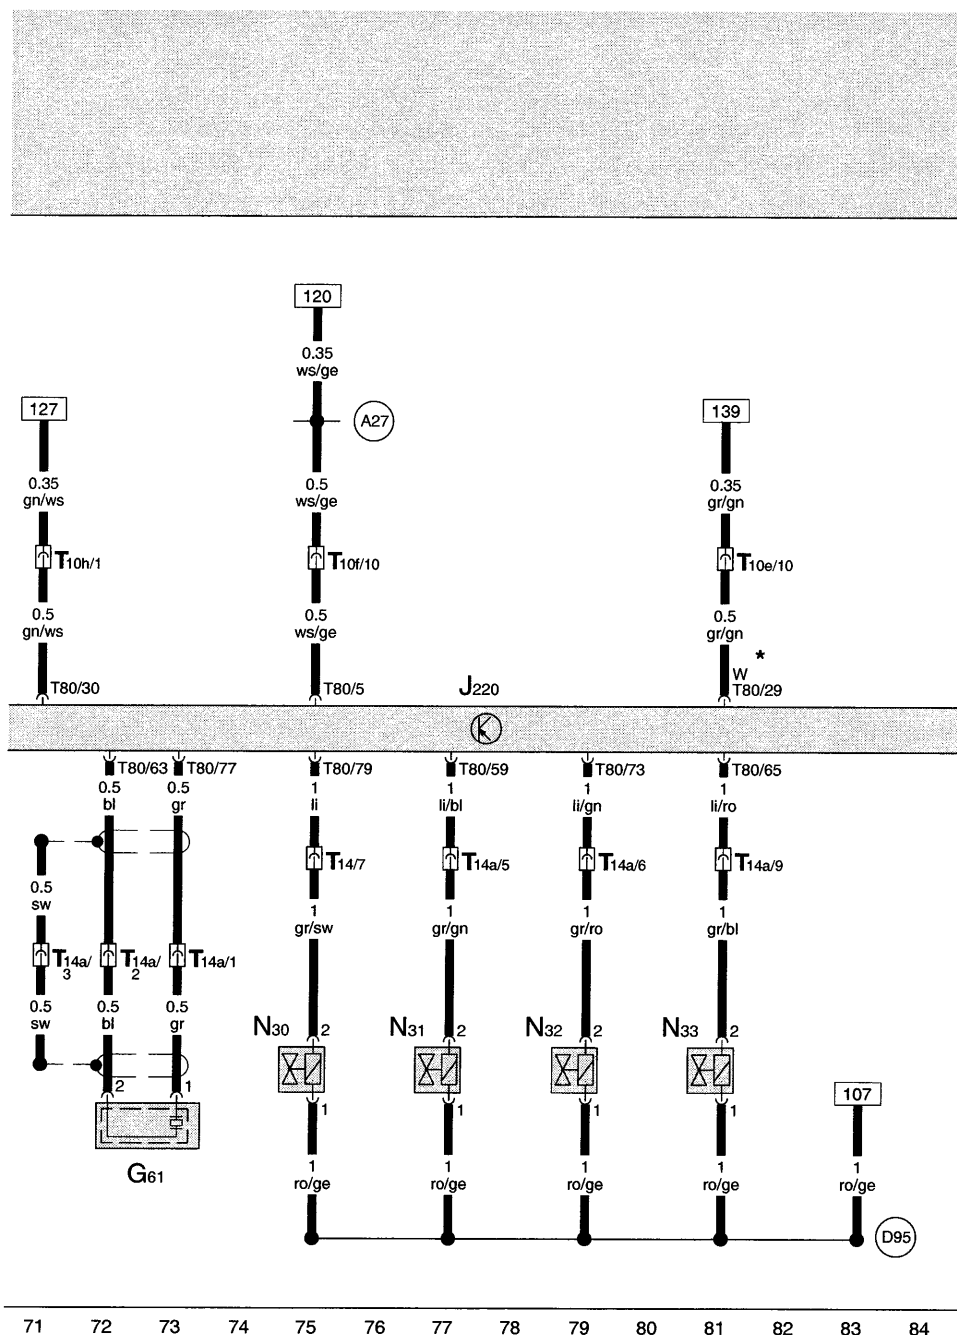 120
0.35
ws/ge
127
A27
139
0.35
gn/ws
0.5
ws/ge
0.35
gr/gn
T10h/1
T10f/10
T10e/10
0.5
gn/ws
0.5
ws/ge
0.5
gr/gn
*
W
T80/30
T80/5
J220
T80/29
T80/63
T80/77
T80/79
T80/59
T80/73
T80/65
0.5
bl
0.5
gr
1
li
1
li/bl
1
li/gn
1
li/ro
T14/7
T14a/5
T14a/6
T14a/9
0.5
sw
1
gr/sw
1
gr/gn
1
gr/ro
1
gr/bl
T14a/
3
T14a/
2
T14a/1
0.5
sw
0.5
bl
0.5
gr
N30
2
N31
2
N32
2
N33
2
2
1
1
1
1
1
107
G61
1
ro/ge
1
ro/ge
1
ro/ge
1
ro/ge
1
ro/ge
D95
71 72 73 74 75 76 77 78 79 80 81 82 83 84